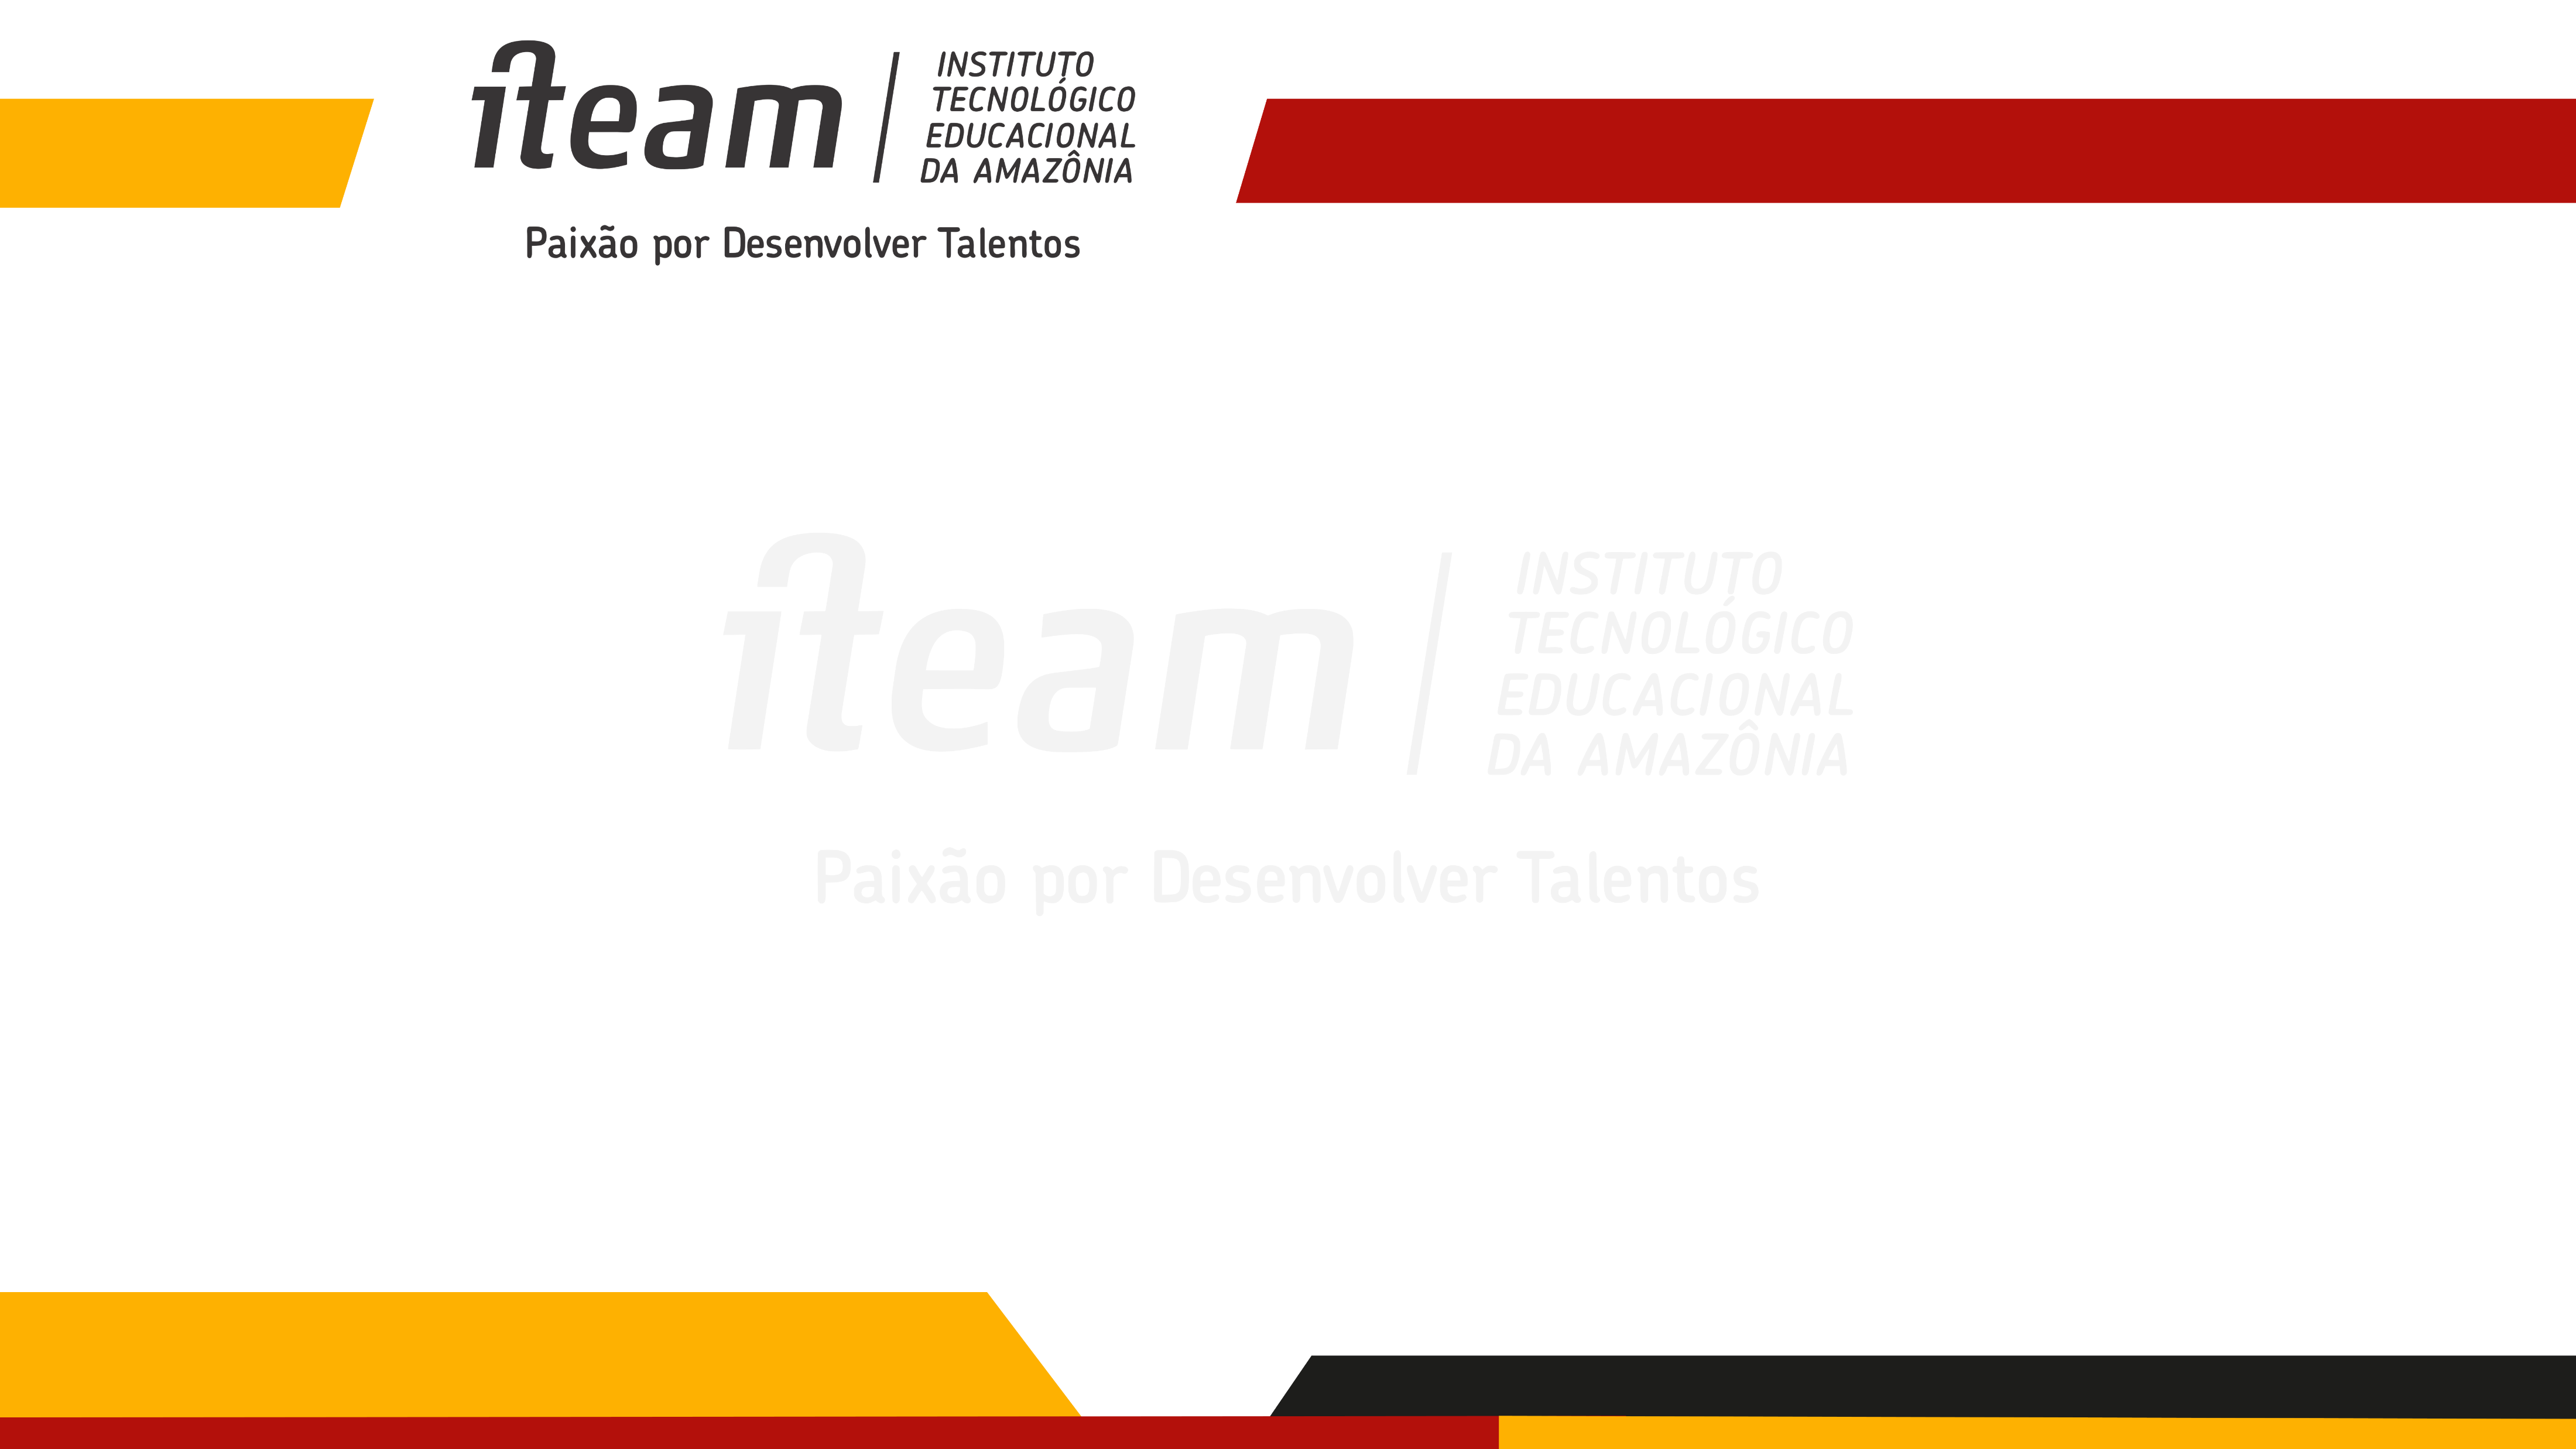 iteam
INSTITUTO
TECNOLÓGICO
EDUCACIONAL
DA AMAZÔNIA
Paixão por Desenvolver Talentos
iteam
INSTITUTO
TECNOLÓGICO
EDUCACIONAL
DA AMAZÔNIA
Paixão por Desenvolver Talentos